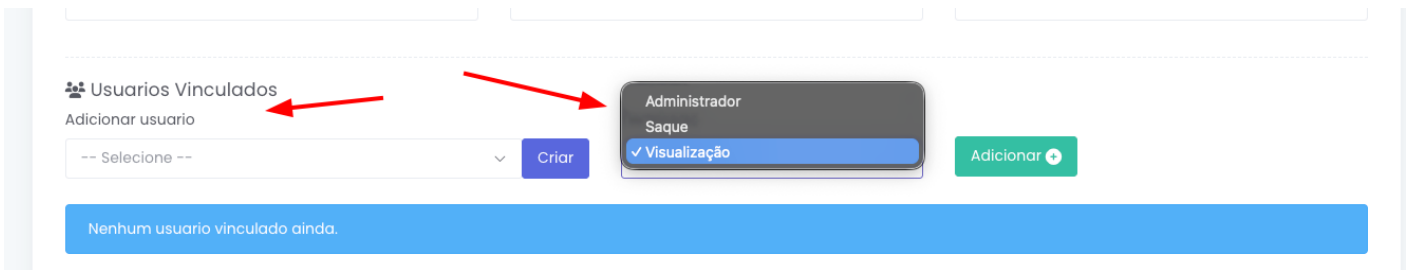 Usuarios Vinculados
Adicionar usuario
-- Selecione --
Criar
Administrador
Saque
✓ Visualização
Adicionar
Nenhum usuario vinculado ainda.